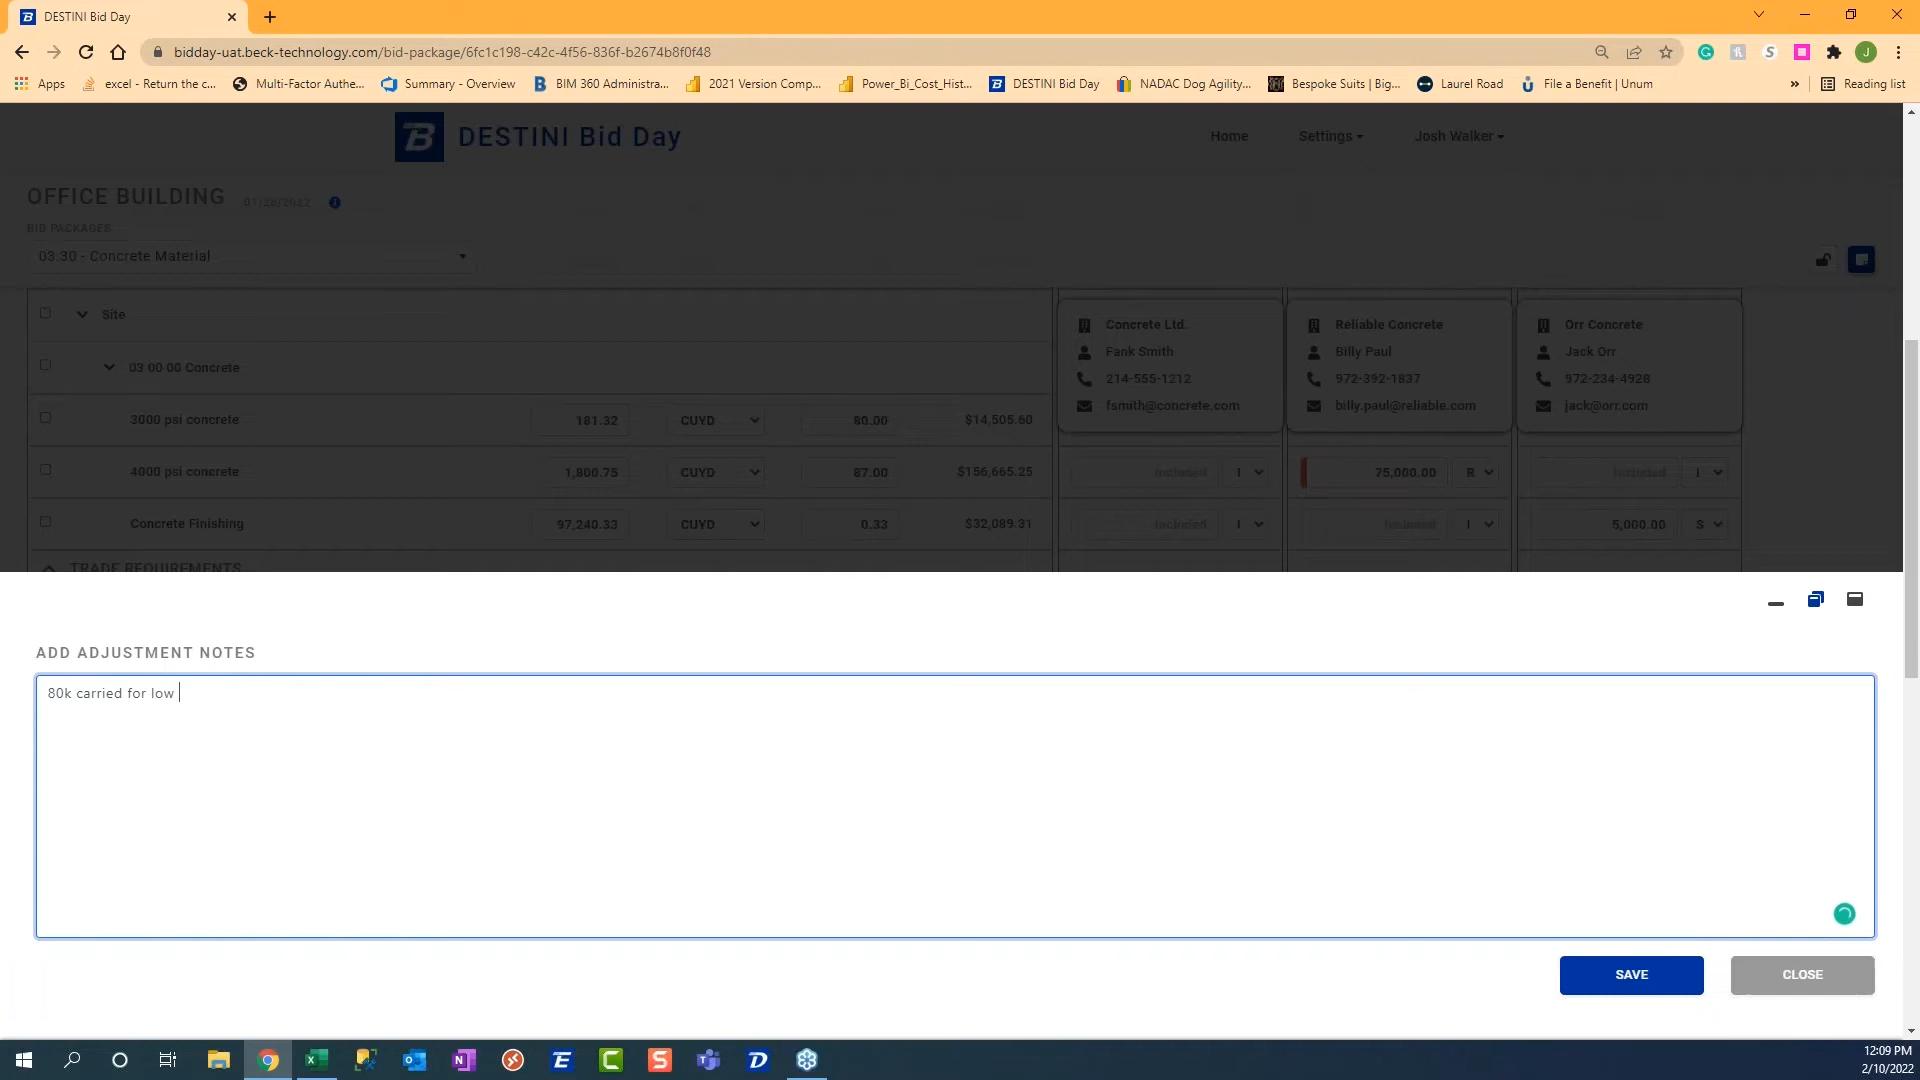 DESTINI Bid Day
bidday-uat.beck-technology.com/bid-package/6fc1c198-c42c-4f56-836f-b2674b8f0f48
Apps
excel - Return the c...
Multi-Factor Authe...
Summary - Overview
BIM 360 Administra...
2021 Version Comp...
Power_Bi_Cost_Hist...
DESTINI Bid Day
NADAC Dog Agility...
Bespoke Suits | Big...
Laurel Road
File a Benefit | Unum
»
Reading list
DESTINI Bid Day
Home
Settings
Josh Walker
OFFICE BUILDING
01/28/2022
BID PACKAGES
03:30 - Concrete Material
Site
03 00 00 Concrete
Concrete Ltd.
Fank Smith
214-555-1212
fsmith@concrete.com
Reliable Concrete
Billy Paul
972-392-1837
billy.paul@reliable.com
Orr Concrete
Jack Orr
972-234-4928
jack@orr.com
3000 psi concrete 181.32 CUYD 80.00 $14,505.60
4000 psi concrete 1,800.75 CUYD 87.00 $156,665.25 Included I 75,000.00 R Included I
Concrete Finishing 97,240.33 CUYD 0.33 $32,089.31 Included I Included I 5,000.00 S
TRADE REQUIREMENTS
ADD ADJUSTMENT NOTES
80k carried for low
SAVE
CLOSE
12:09 PM
2/10/2022